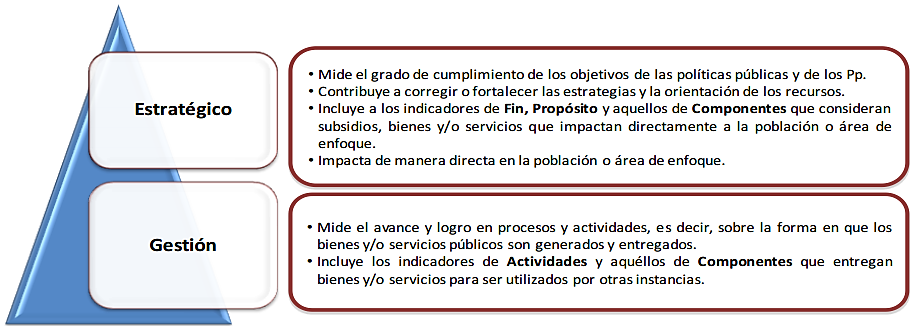 Estratégico
• Mide el grado de cumplimiento de los objetivos de las políticas públicas y de los Pp.
• Contribuye a corregir o fortalecer las estrategias y la orientación de los recursos.
• Incluye a los indicadores de Fin, Propósito y aquellos de Componentes que consideran
subsidios, bienes y/o servicios que impactan directamente a la población o área de
enfoque.
• Impacta de manera directa en la población o área de enfoque.
Gestión
• Mide el avance y logro en procesos y actividades, es decir, sobre la forma en que los
bienes y/o servicios públicos son generados y entregados.
• Incluye los indicadores de Actividades y aquéllos de Componentes que entregan
bienes y/o servicios para ser utilizados por otras instancias.